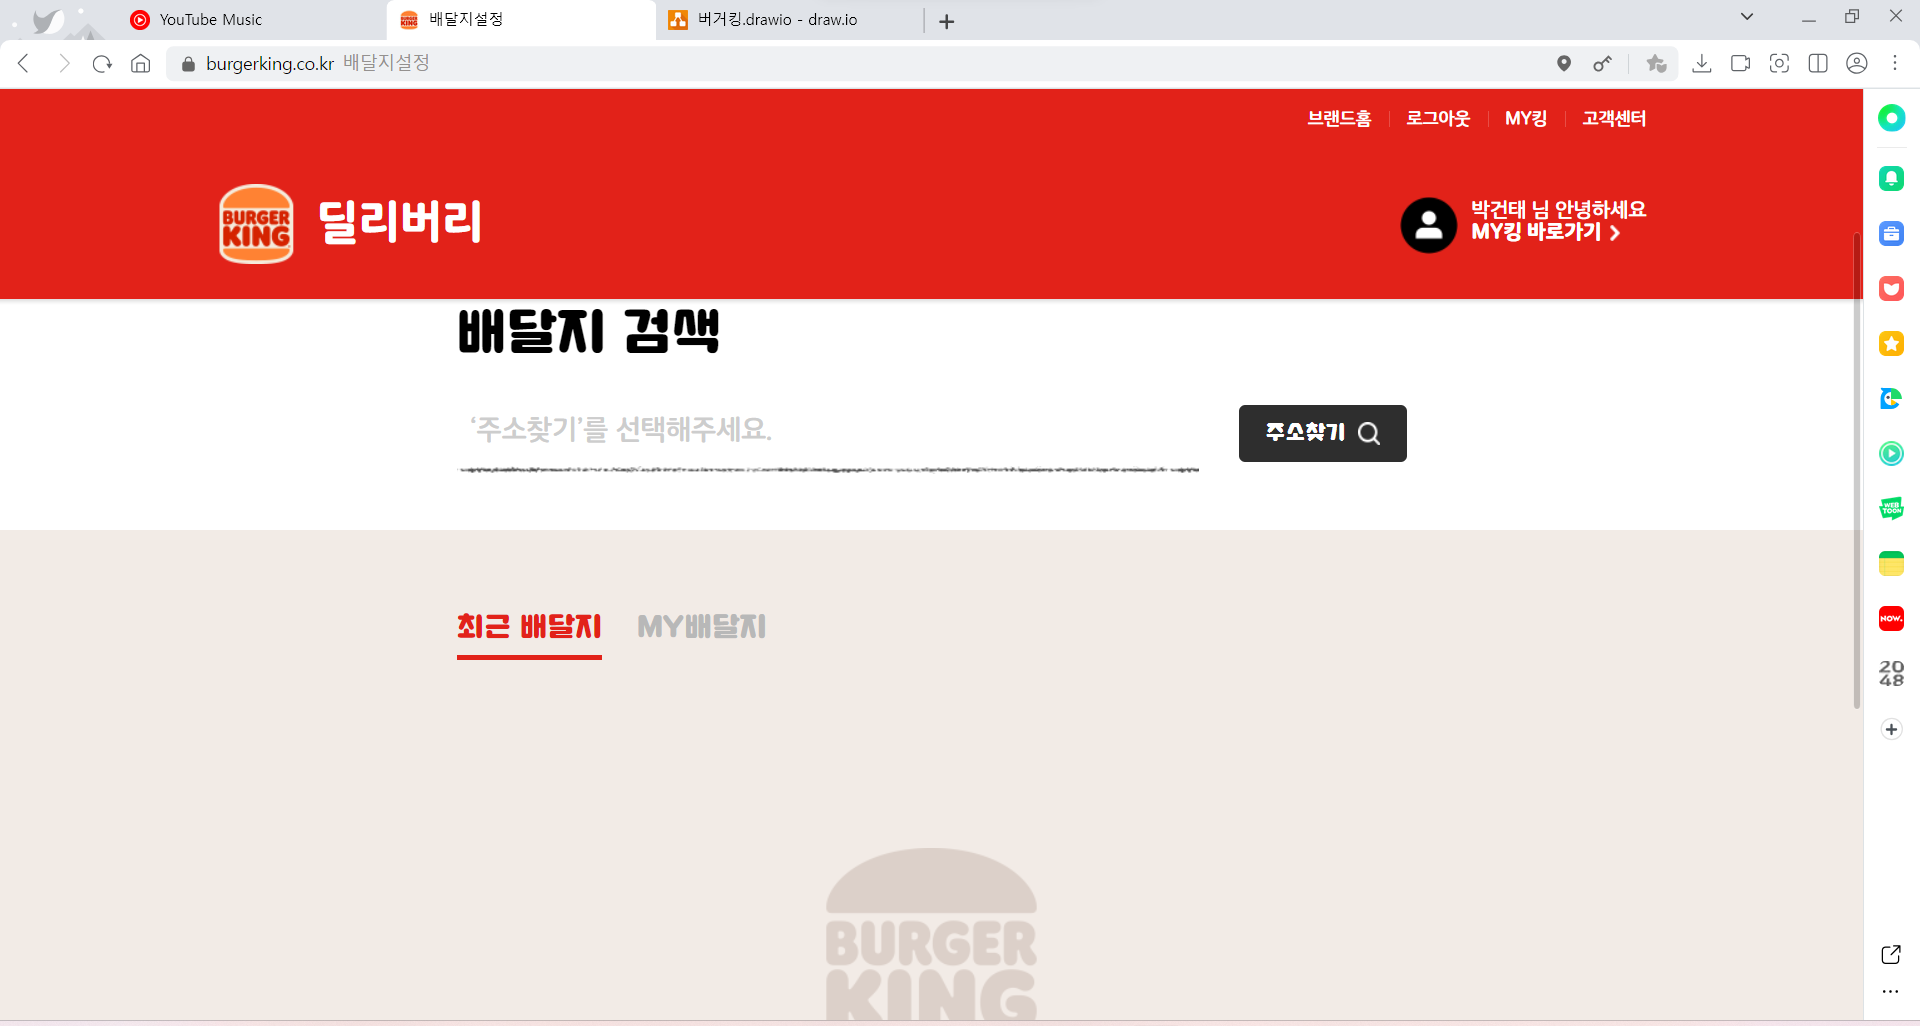 YouTube Music
배달지설정
버거킹.drawio - draw.io
burgerking.co.kr 배달지설정
브랜드홈
로그아웃
MY킹
고객센터
BURGER
KING
딜리버리
박건태 님 안녕하세요
MY킹 바로가기
배달지 검색
‘주소찾기’를 선택해주세요.
주소찾기
최근 배달지
MY배달지
BURGER
KING
WEB
TOON
NOW.
20
48